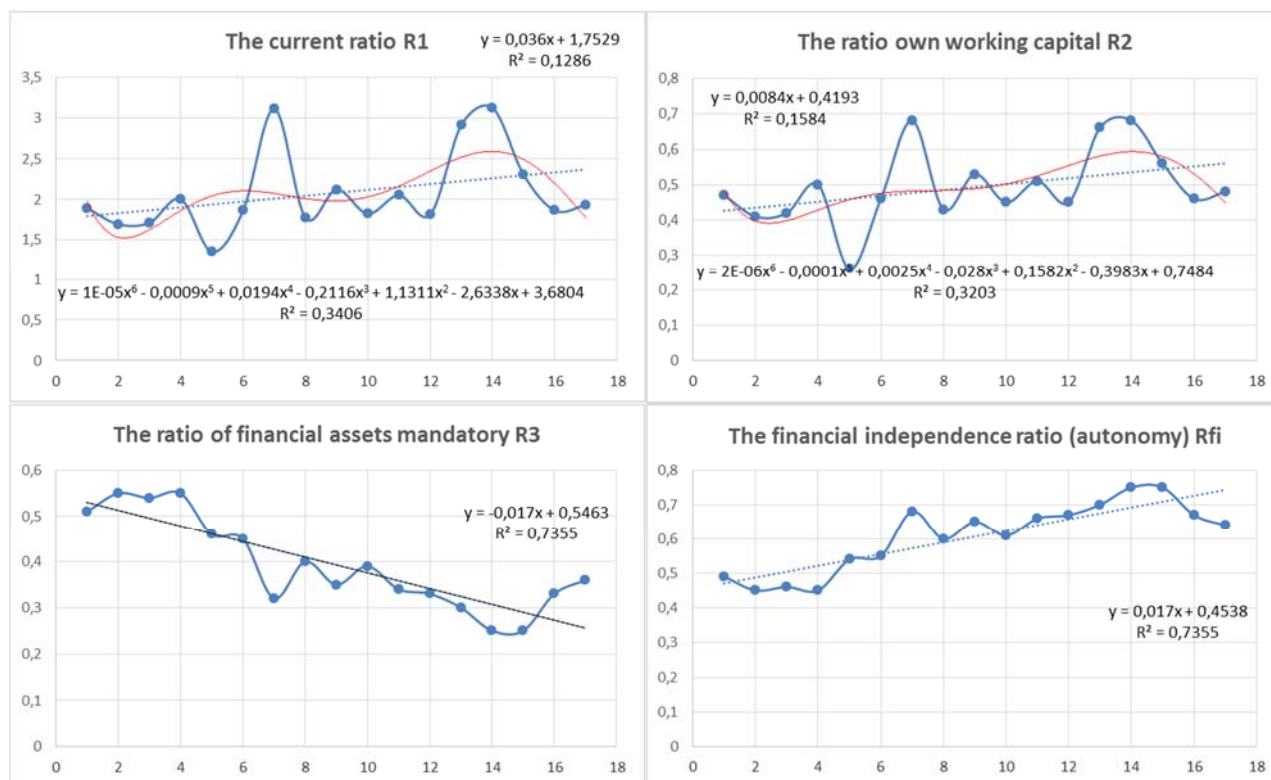 The current ratio R1
y = 0,036x + 1,7529
R² = 0,1286
3,5
3
2,5
2
1,5
y = 1E-05x⁶ - 0,0009x⁵ + 0,0194x⁴ - 0,2116x³ + 1,1311x² - 2,6338x + 3,6804
R² = 0,3406
1
0,5
0
0 2 4 6 8 10 12 14 16 18
The ratio own working capital R2
y = 0,0084x + 0,4193
R² = 0,1584
0,8
0,7
0,6
0,5
0,4
0,3
y = 2E-06x⁶ - 0,0001x⁵ + 0,0025x⁴ - 0,028x³ + 0,1582x² - 0,3983x + 0,7484
R² = 0,3203
0,2
0,1
0
0 2 4 6 8 10 12 14 16 18
The ratio of financial assets mandatory R3
0,6
0,5
y = -0,017x + 0,5463
R² = 0,7355
0,4
0,3
0,2
0,1
0
0 2 4 6 8 10 12 14 16 18
The financial independence ratio (autonomy) Rfi
0,8
0,7
0,6
0,5
0,4
y = 0,017x + 0,4538
R² = 0,7355
0,3
0,2
0,1
0
0 2 4 6 8 10 12 14 16 18